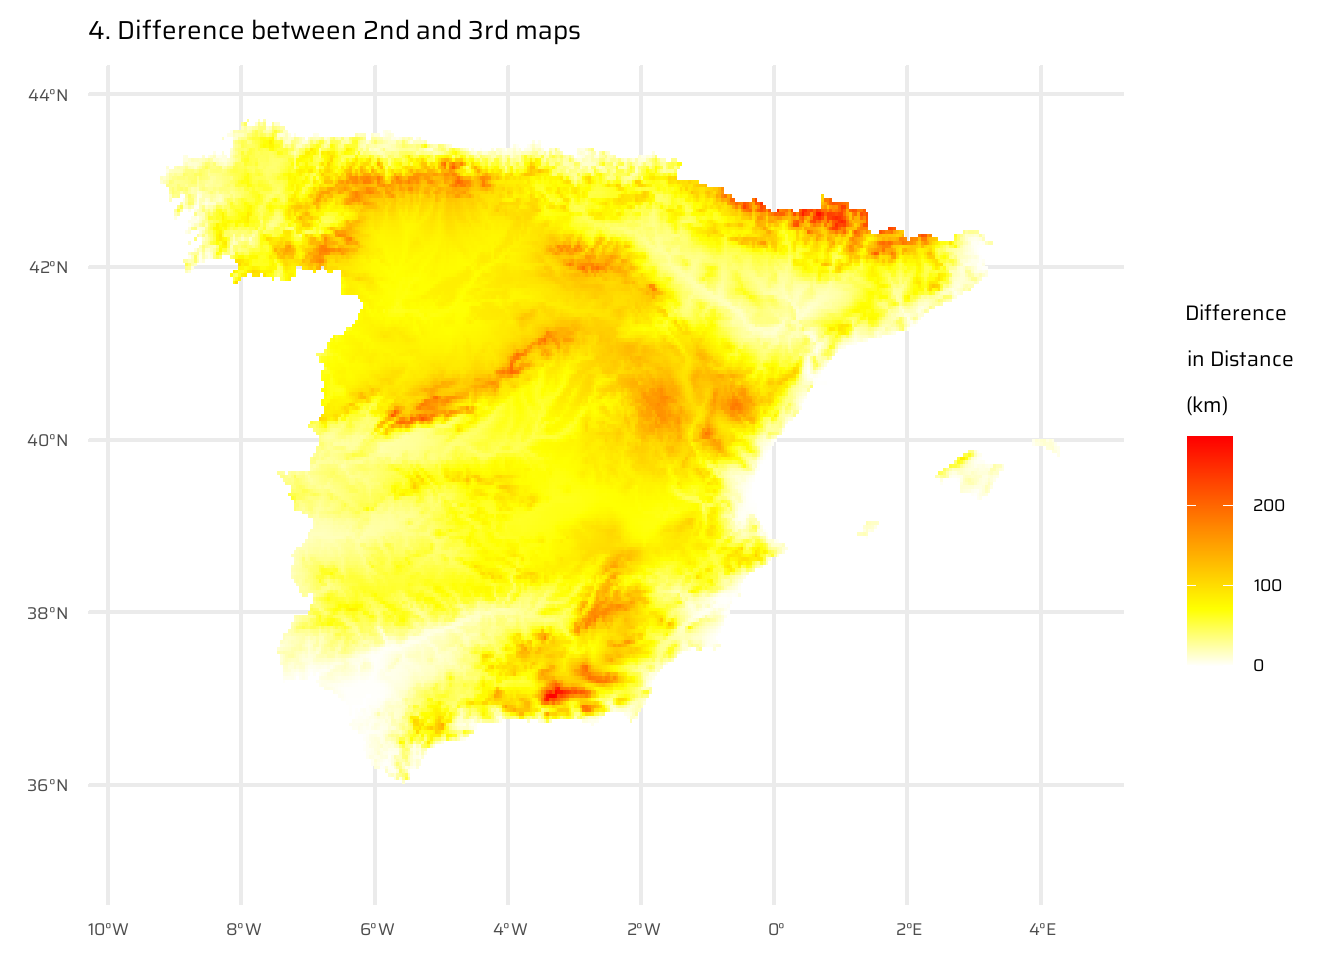 4. Difference between 2nd and 3rd maps
44°N
42°N
40°N
38°N
36°N
10°W 8°W 6°W 4°W 2°W 0° 2°E 4°E
Difference
in Distance
(km)
200
100
0